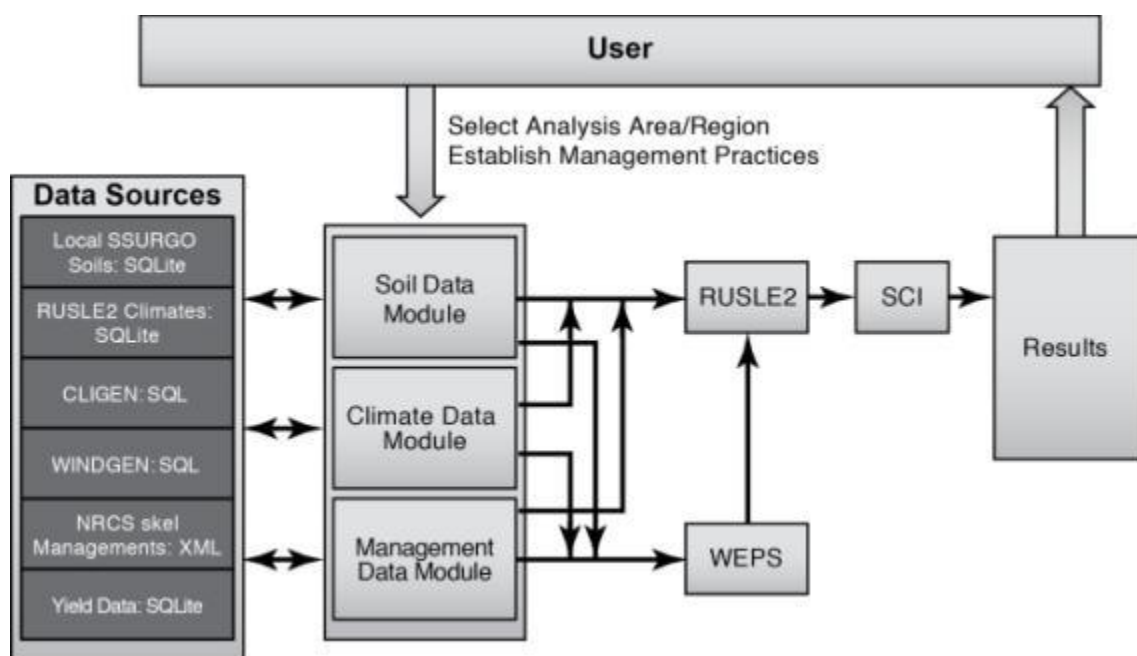 User
Select Analysis Area/Region
Establish Management Practices
Data Sources
Local SSURGO
Soils: SQLite
RUSLE2 Climates:
SQLite
CLIGEN: SQL
WINDGEN: SQL
NRCS skel
Managements: XML
Yield Data: SQLite
Soil Data
Module
Climate Data
Module
Management
Data Module
RUSLE2
SCI
WEPS
Results